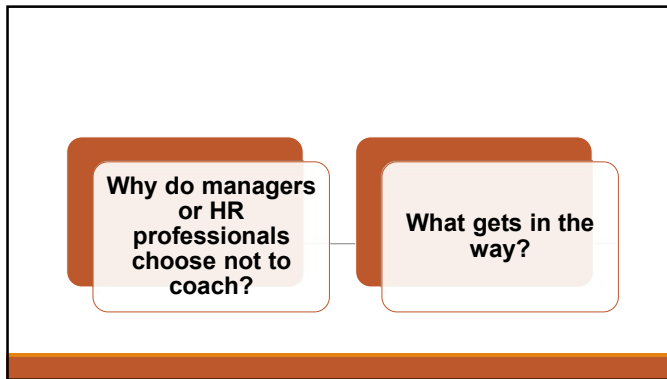 Why do managers
or HR
professionals
choose not to
coach?
What gets in the
way?